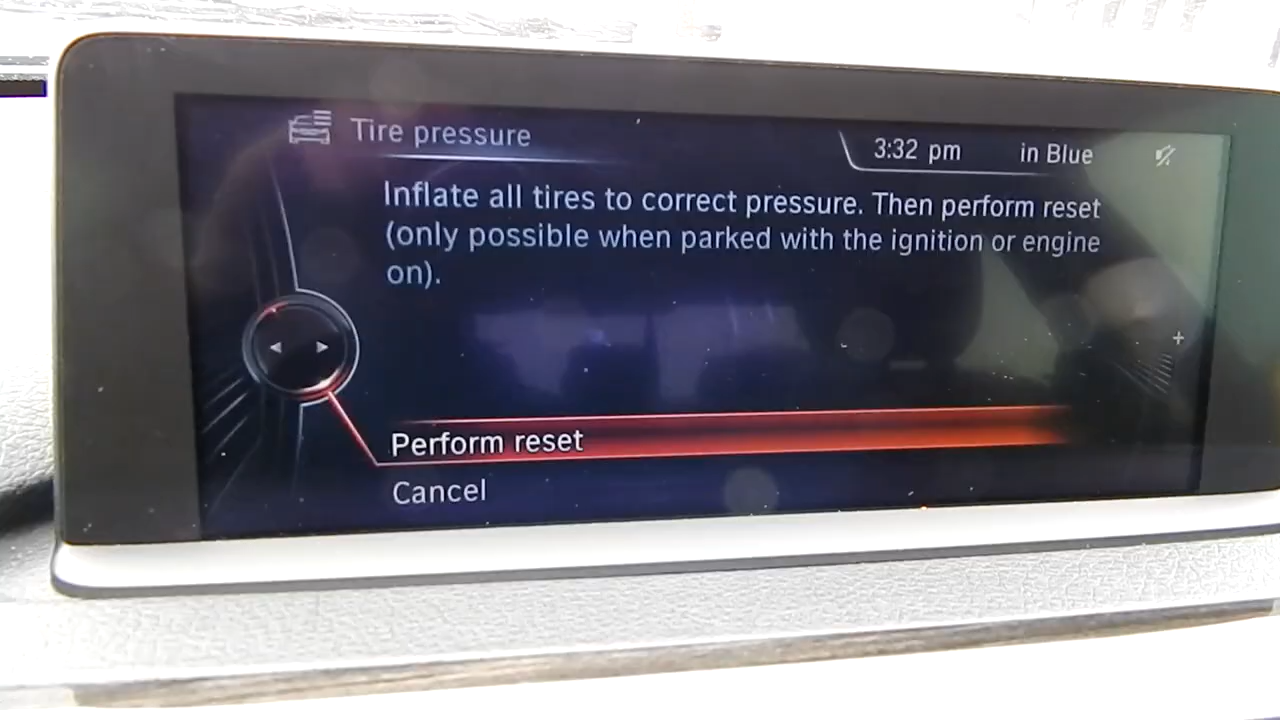 Tire pressure
3:32 pm in Blue
Inflate all tires to correct pressure. Then perform reset
(only possible when parked with the ignition or engine
on).
Perform reset
Cancel